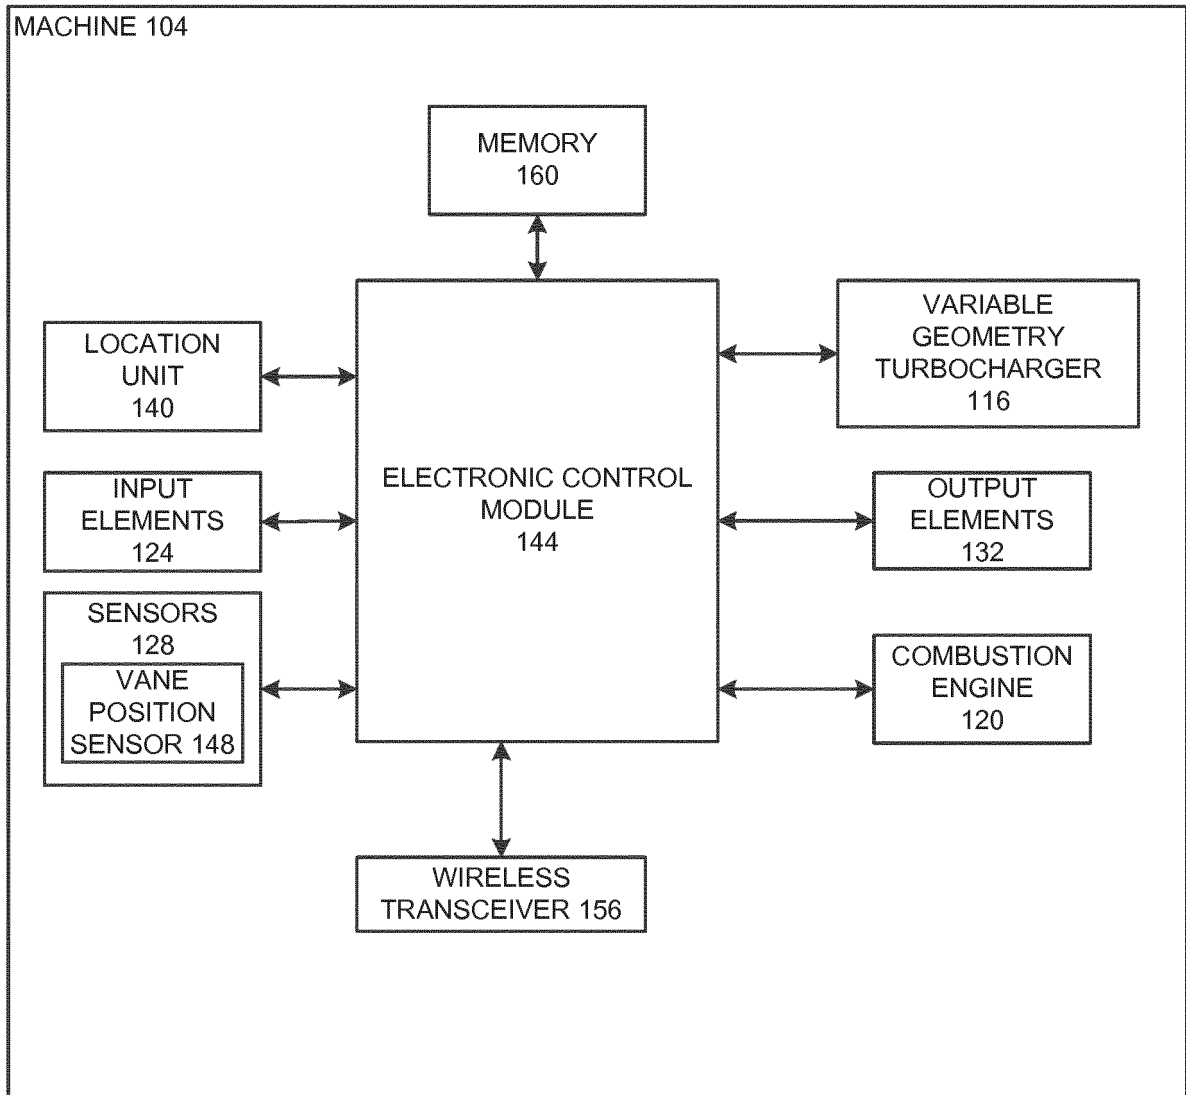 MACHINE 104
MEMORY
160
LOCATION
UNIT
140
INPUT
ELEMENTS
124
SENSORS
128
VANE
POSITION
SENSOR 148
ELECTRONIC CONTROL
MODULE
144
VARIABLE
GEOMETRY
TURBOCHARGER
116
OUTPUT
ELEMENTS
132
COMBUSTION
ENGINE
120
WIRELESS
TRANSCEIVER 156